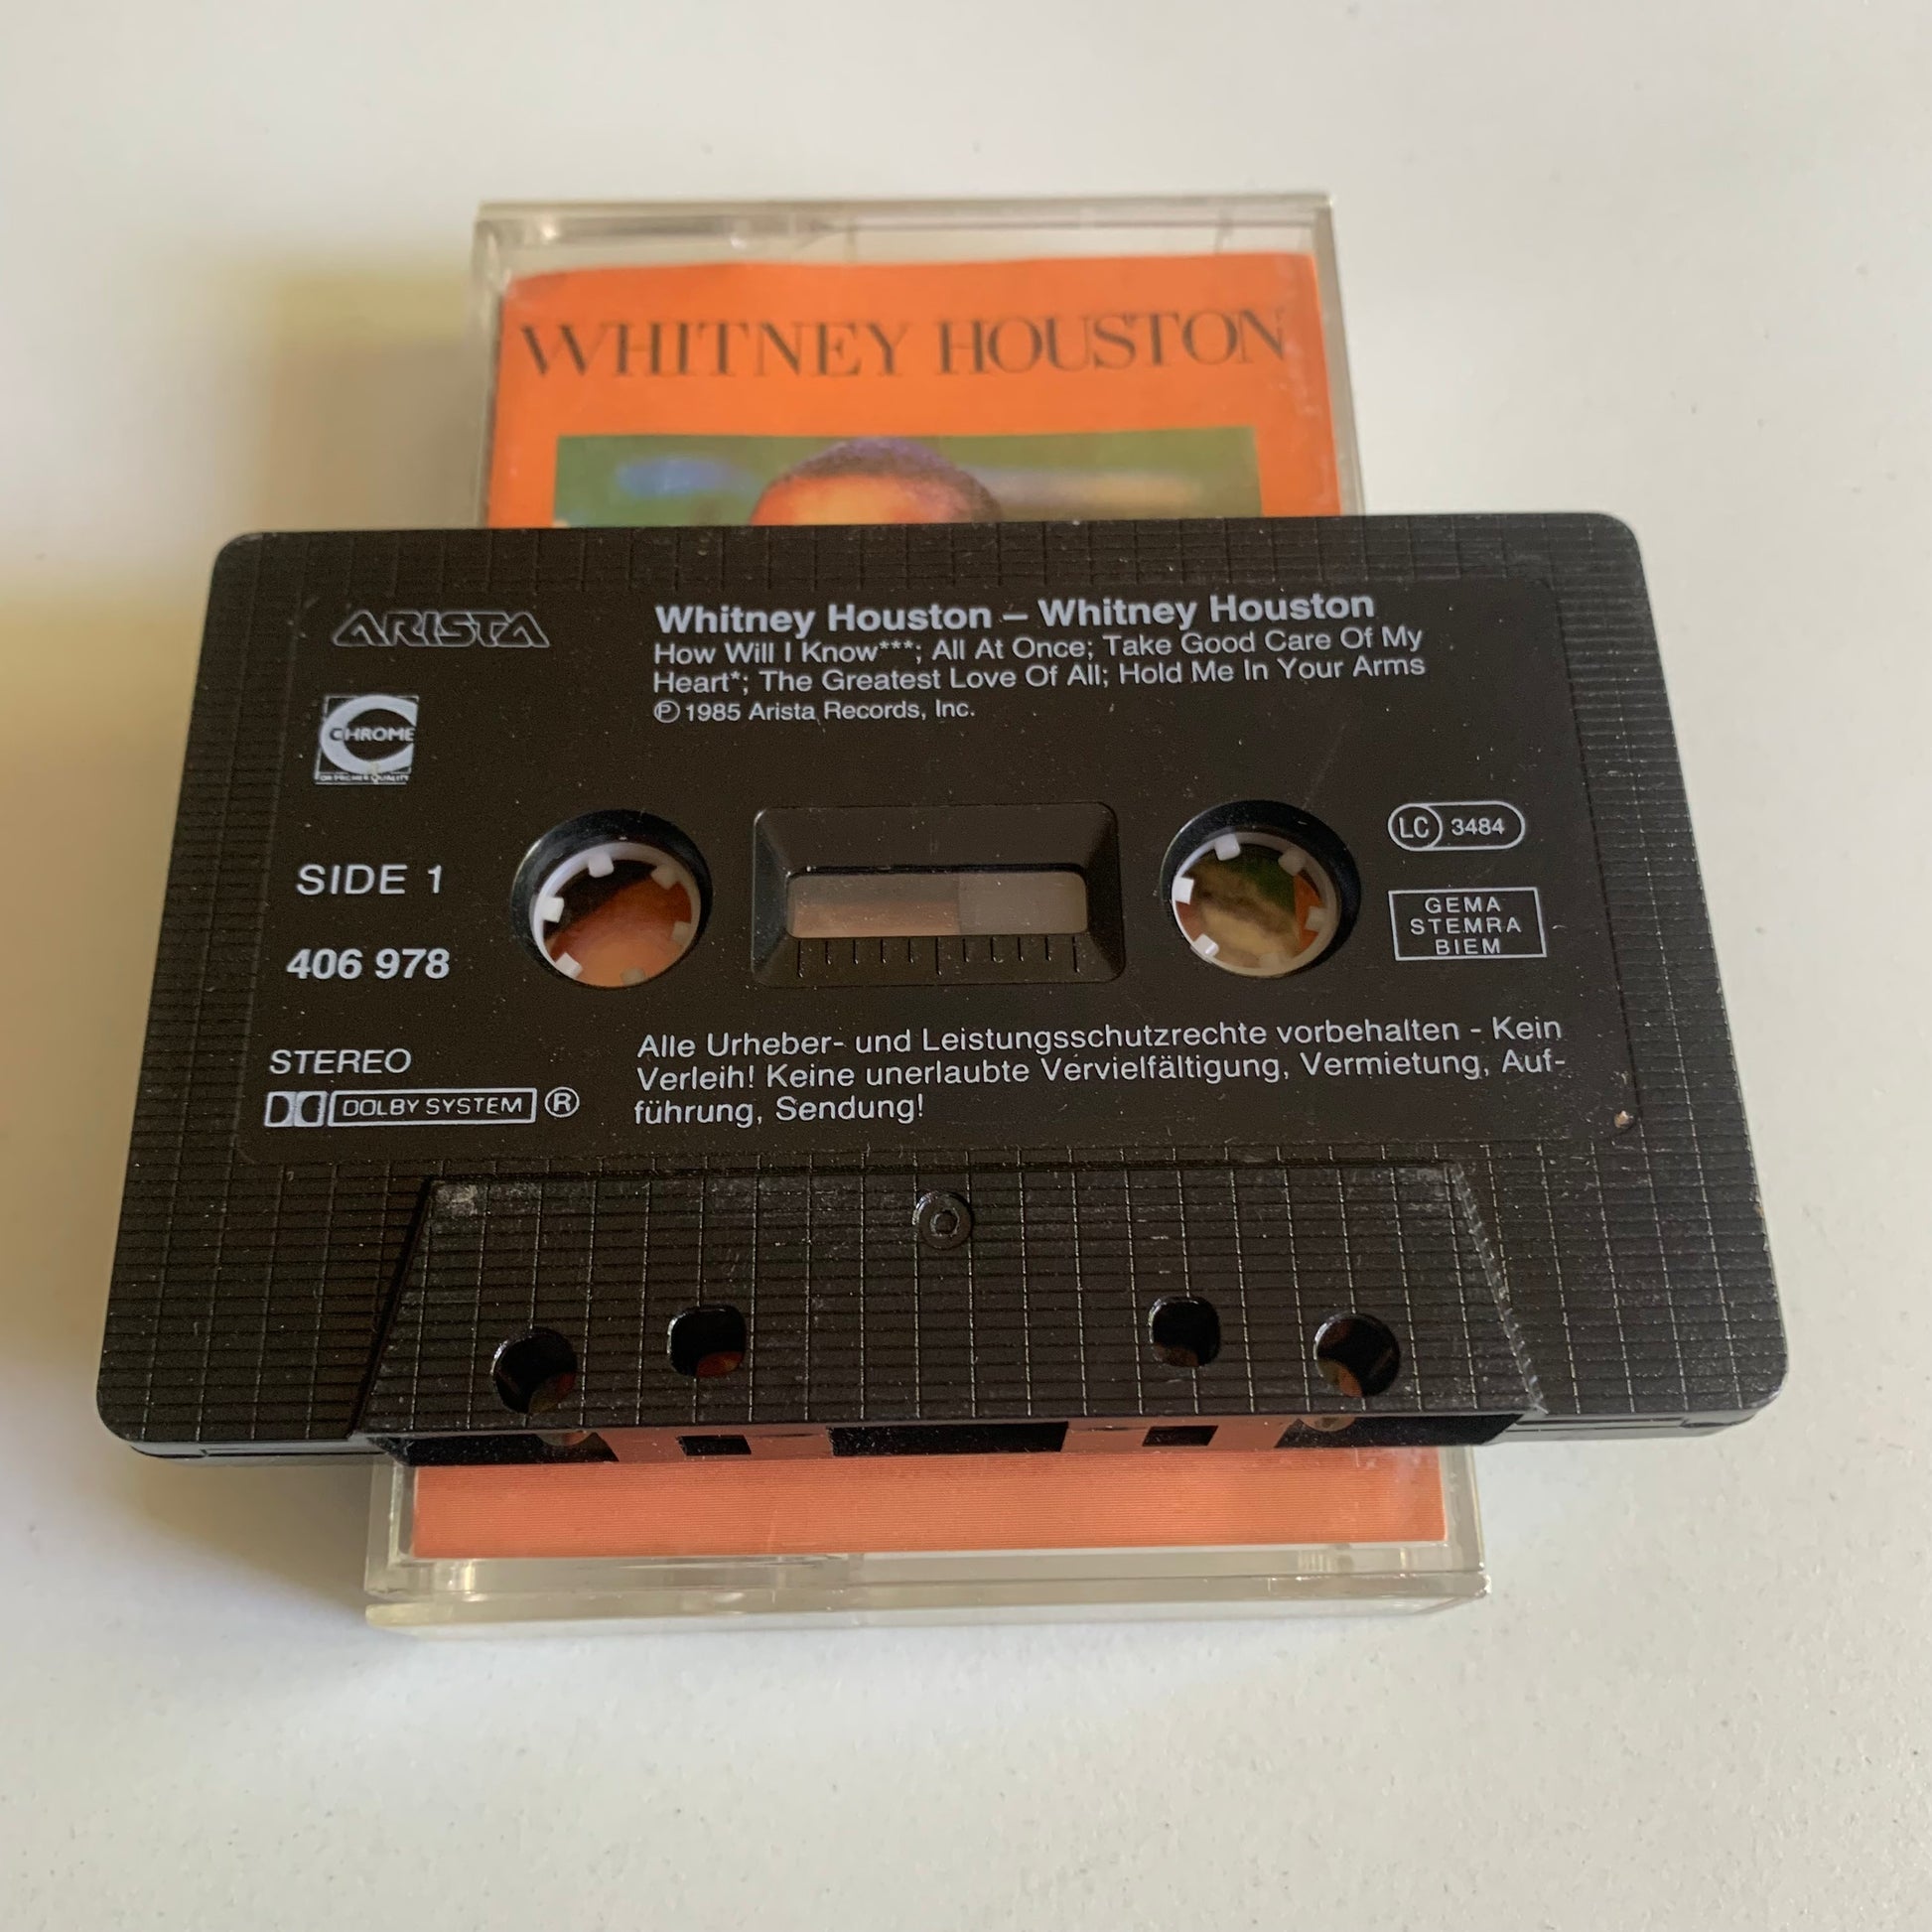 WHITNEY HOUSTON
ARISTA
Whitney Houston – Whitney Houston
How Will I Know***; All At Once; Take Good Care Of My
Heart*; The Greatest Love Of All; Hold Me In Your Arms
Ⓟ 1985 Arista Records, Inc.
CHROME
OR HIGHER QUALITY
SIDE 1
406 978
LC 3484
GEMA
STEMRA
BIEM
STEREO
DOLBY SYSTEM ®
Alle Urheber- und Leistungsschutzrechte vorbehalten - Kein
Verleih! Keine unerlaubte Vervielfältigung, Vermietung, Auf-
führung, Sendung!